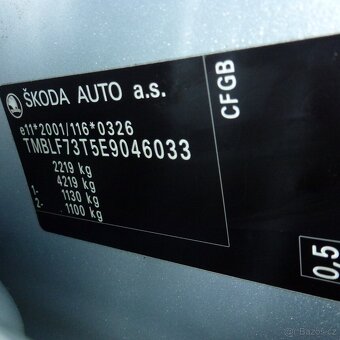 ŠKODA AUTO a.s.
e11*2001/116*0326
TMBLF73T5E9046033
2219 kg
4219 kg
1- 1130 kg
2- 1100 kg
CFGB
0,5